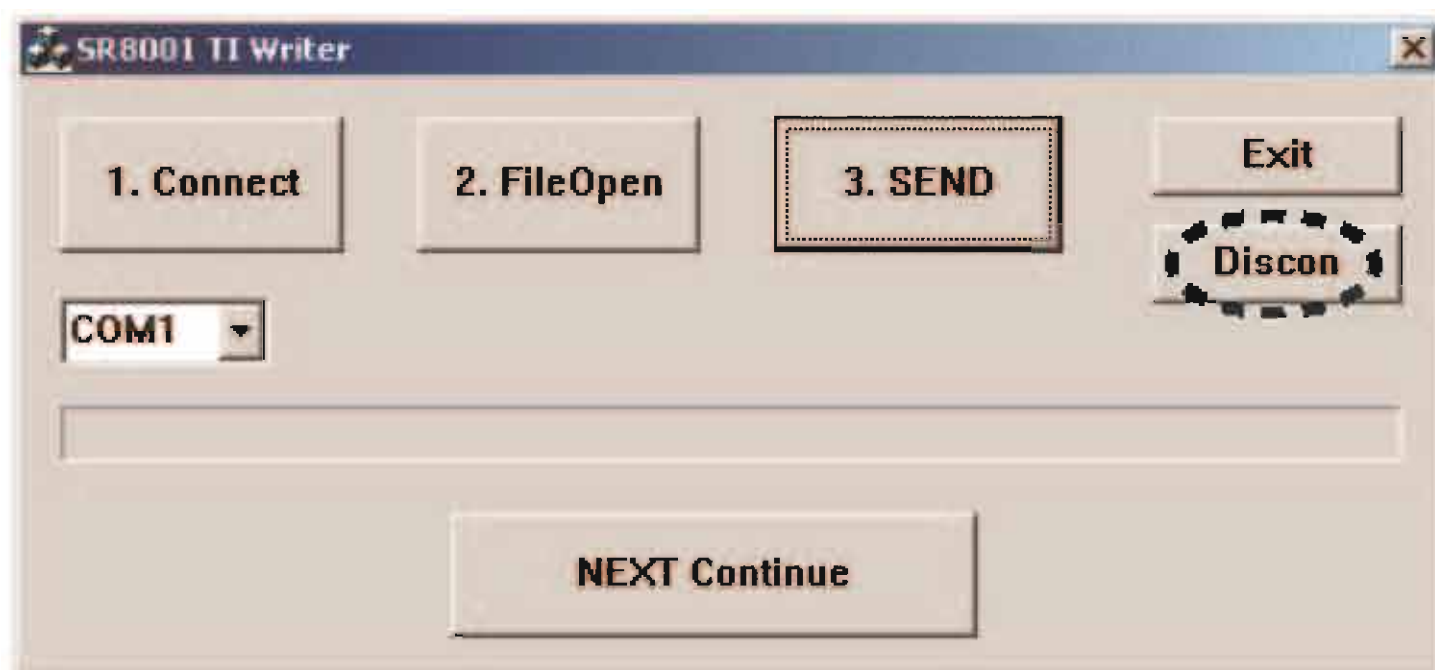 SR8001 TI Writer
1. Connect
2. FileOpen
3. SEND
Exit
Discon
COM1
NEXT Continue